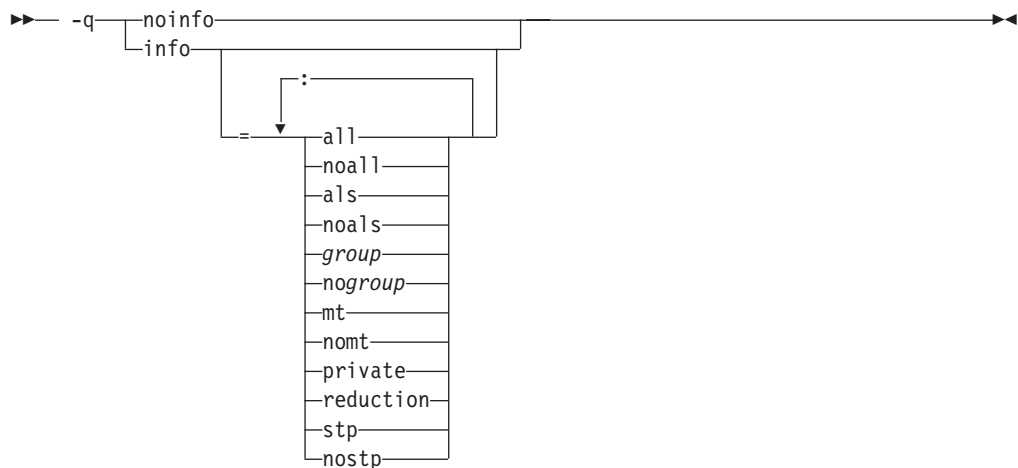 -q noinfo
info
:
= all
noall
als
noals
group
nogroup
mt
nomt
private
reduction
stp
nostp